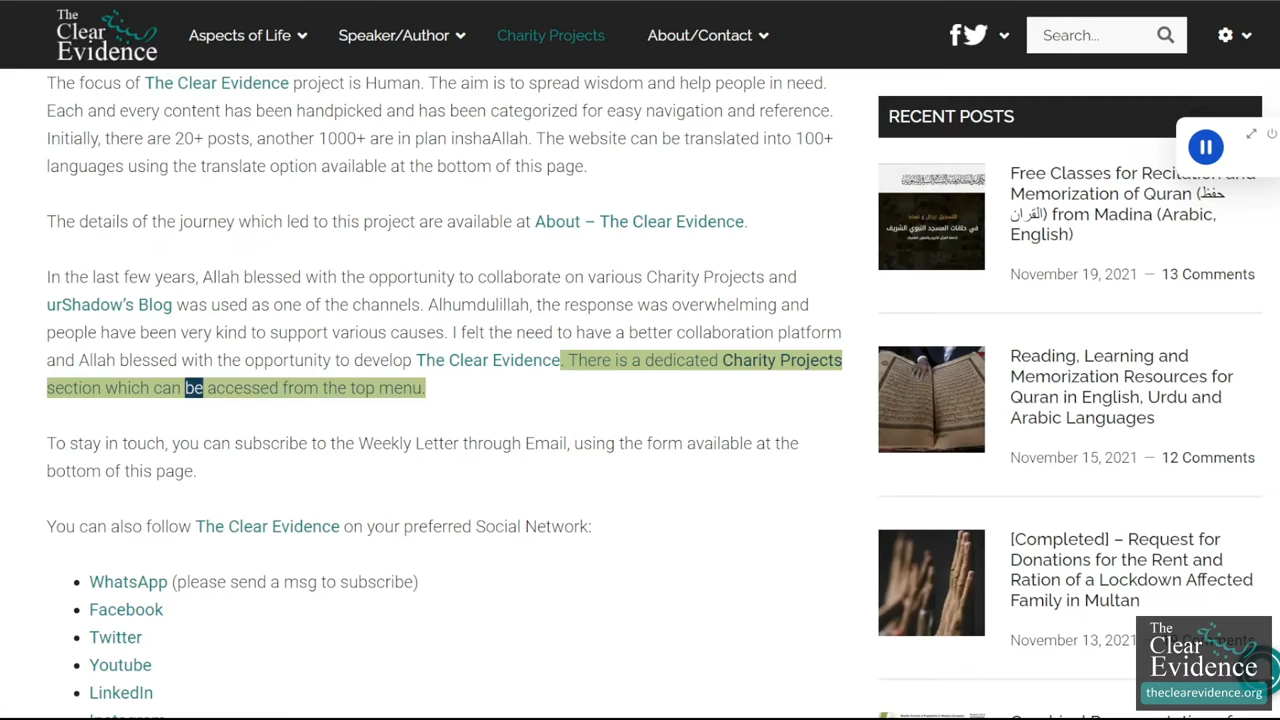 The Clear Evidence
Aspects of Life
Speaker/Author
Charity Projects
About/Contact
Search...
The focus of The Clear Evidence project is Human. The aim is to spread wisdom and help people in need.
Each and every content has been handpicked and has been categorized for easy navigation and reference.
Initially, there are 20+ posts, another 1000+ are in plan inshaAllah. The website can be translated into 100+
languages using the translate option available at the bottom of this page.
The details of the journey which led to this project are available at About – The Clear Evidence.
In the last few years, Allah blessed with the opportunity to collaborate on various Charity Projects and
urShadow's Blog was used as one of the channels. Alhumdulillah, the response was overwhelming and
people have been very kind to support various causes. I felt the need to have a better collaboration platform
and Allah blessed with the opportunity to develop The Clear Evidence. There is a dedicated Charity Projects
section which can be accessed from the top menu.
To stay in touch, you can subscribe to the Weekly Letter through Email, using the form available at the
bottom of this page.
You can also follow The Clear Evidence on your preferred Social Network:
• WhatsApp (please send a msg to subscribe)
• Facebook
• Twitter
• Youtube
• LinkedIn
RECENT POSTS
Free Classes for Recitation and
Memorization of Quran (حفظ
القرآن) from Madina (Arabic,
English)
November 19, 2021 — 13 Comments
Reading, Learning and
Memorization Resources for
Quran in English, Urdu and
Arabic Languages
November 15, 2021 — 12 Comments
[Completed] – Request for
Donations for the Rent and
Ration of a Lockdown Affected
Family in Multan
November 13, 2021
The Clear Evidence
theclearevidence.org